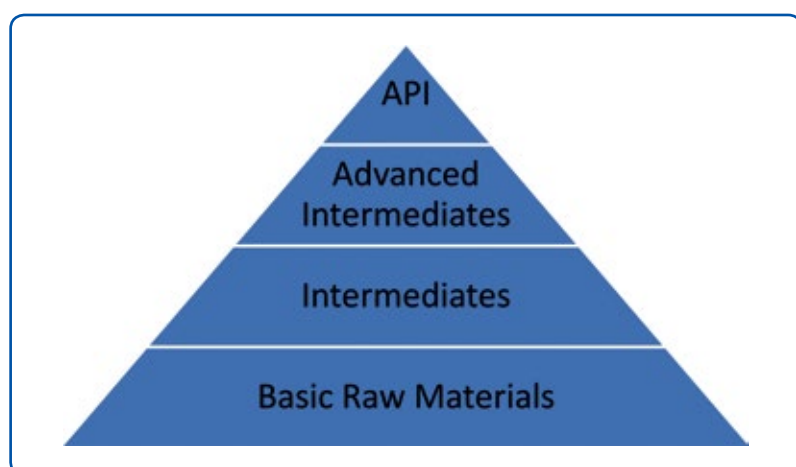 API
Advanced
Intermediates
Intermediates
Basic Raw Materials